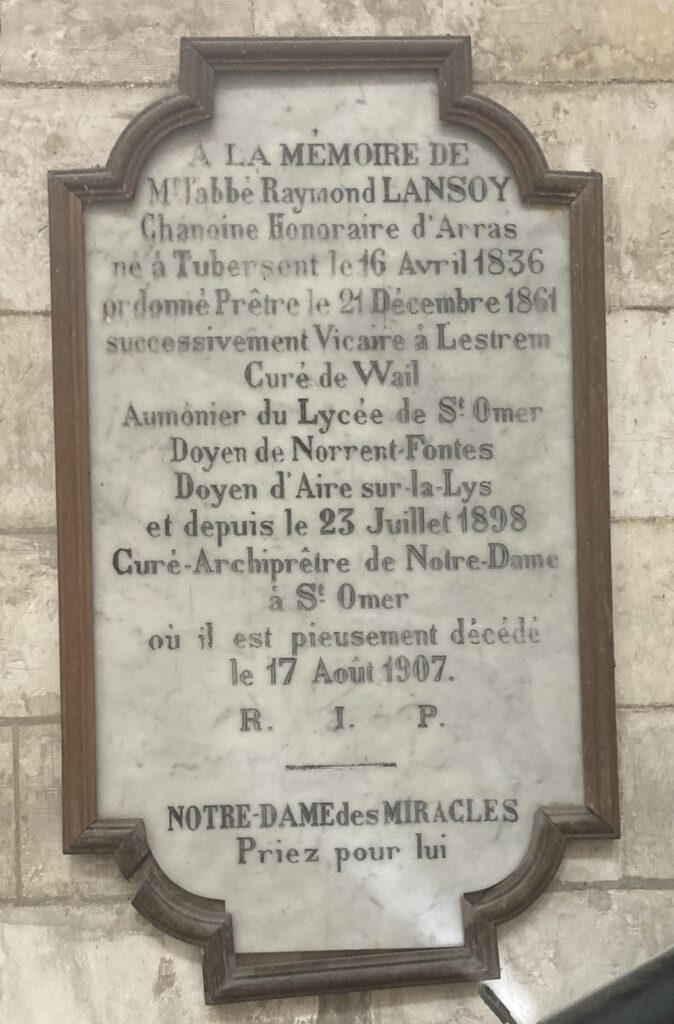 A LA MÉMOIRE DE
Mr l'abbé Raymond LANSOY
Chanoine Honoraire d'Arras
né à Tubersent le 16 Avril 1836
ordonné Prêtre le 21 Décembre 1861
successivement Vicaire à Lestrem
Curé de Wail
Aumônier du Lycée de St. Omer
Doyen de Norrent-Fontes
Doyen d'Aire sur-la-Lys
et depuis le 23 Juillet 1898
Curé-Archiprêtre de Notre-Dame
à St. Omer
où il est pieusement décédé
le 17 Août 1907.
R. I. P.
NOTRE-DAME des MIRACLES
Priez pour lui